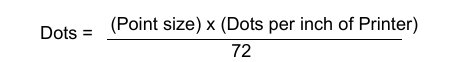 (Point size) x (Dots per inch of Printer)
Dots =
72